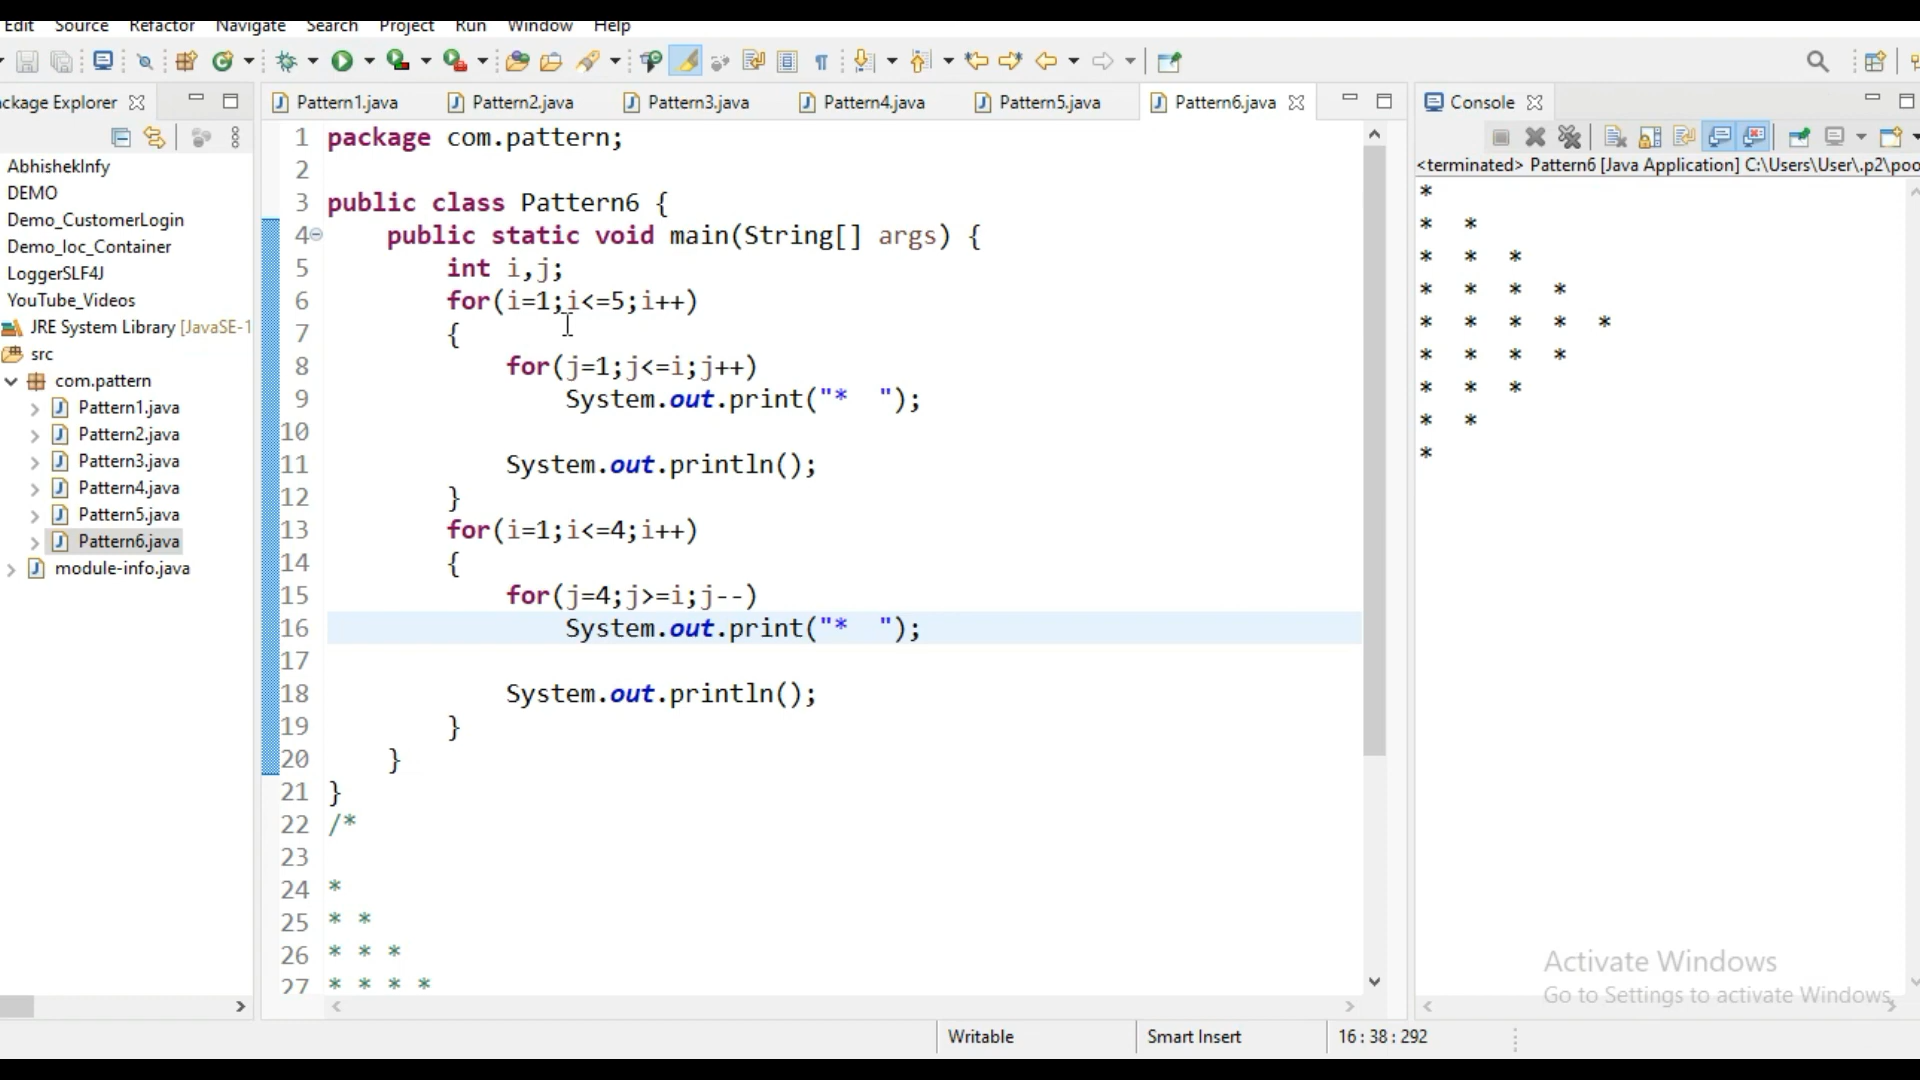 Edit Source Refactor Navigate Search Project Run Window Help
ckage Explorer
Pattern1.java Pattern2.java Pattern3.java Pattern4.java Pattern5.java Pattern6.java
Console
AbhishekInfy
DEMO
Demo_CustomerLogin
Demo_Ioc_Container
LoggerSLF4J
YouTube_Videos
JRE System Library [JavaSE-1
src
com.pattern
Pattern1.java
Pattern2.java
Pattern3.java
Pattern4.java
Pattern5.java
Pattern6.java
module-info.java
1 package com.pattern;
2
3 public class Pattern6 {
4 public static void main(String[] args) {
5 int i,j;
6 for(i=1;i<=5;i++)
7 {
8 for(j=1;j<=i;j++)
9 System.out.print("*  ");
10
11 System.out.println();
12 }
13 for(i=1;i<=4;i++)
14 {
15 for(j=4;j>=i;j--)
16 System.out.print("*  ");
17
18 System.out.println();
19 }
20 }
21 }
22 /*
23
24 *
25 * *
26 * * *
27 * * * *
<terminated> Pattern6 [Java Application] C:\Users\User\.p2\poo
*
* *
* * *
* * * *
* * * * *
* * * *
* * *
* *
*
Activate Windows
Go to Settings to activate Windows.
Writable Smart Insert 16 : 38 : 292